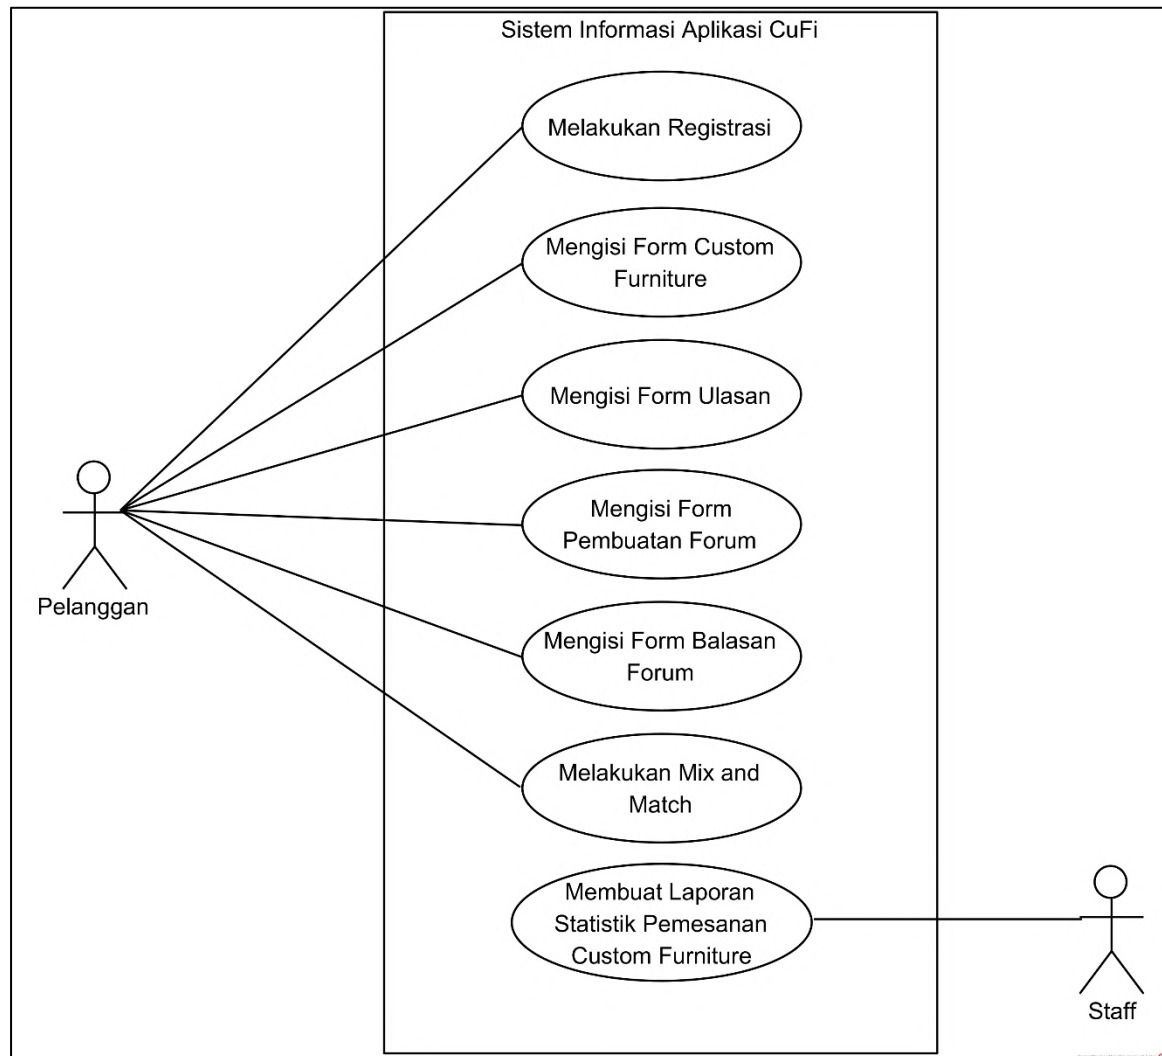 Sistem Informasi Aplikasi CuFi
Melakukan Registrasi
Mengisi Form Custom
Furniture
Mengisi Form Ulasan
Mengisi Form
Pembuatan Forum
Pelanggan
Mengisi Form Balasan
Forum
Melakukan Mix and
Match
Membuat Laporan
Statistik Pemesanan
Custom Furniture
Staff